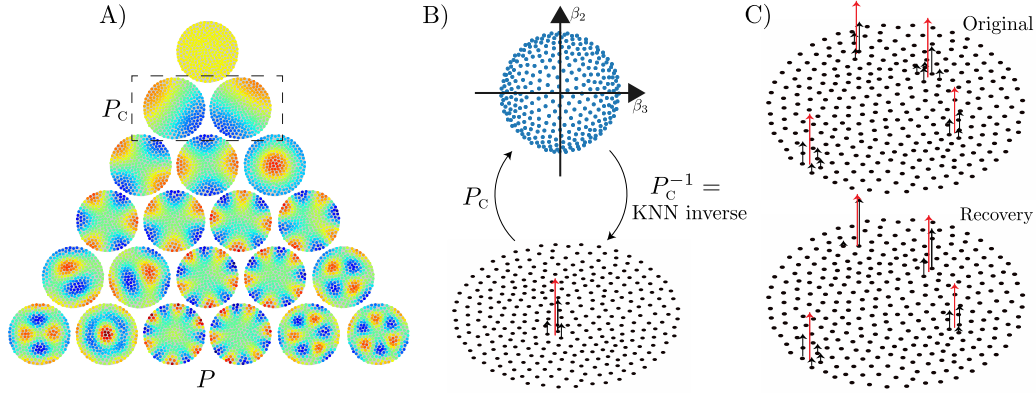 A)
P_C
P
B)
β₂
β₃
P_C
P_C⁻¹ =
KNN inverse
C)
Original
Recovery